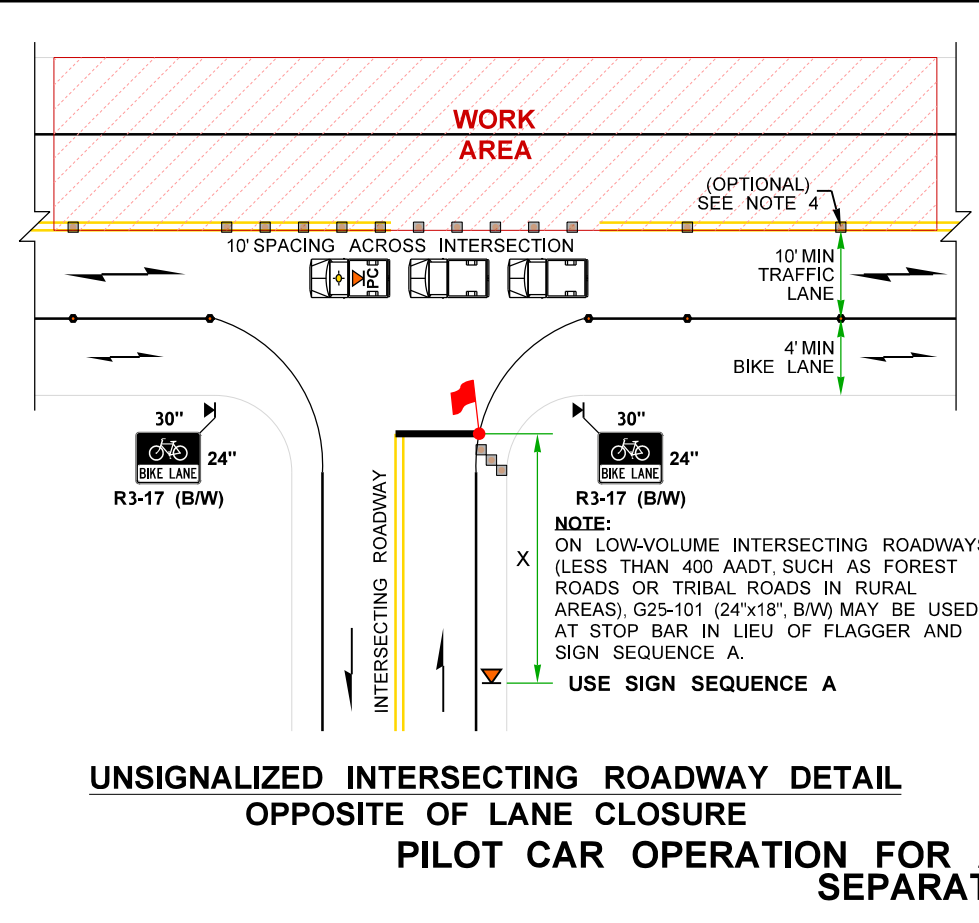 WORK
AREA
(OPTIONAL)
SEE NOTE 4
10' SPACING ACROSS INTERSECTION
PC
10' MIN
TRAFFIC
LANE
4' MIN
BIKE LANE
30"
BIKE LANE
24"
R3-17 (B/W)
30"
BIKE LANE
24"
R3-17 (B/W)
INTERSECTING ROADWAY
X
NOTE:
ON LOW-VOLUME INTERSECTING ROADWAYS
(LESS THAN 400 AADT, SUCH AS FOREST
ROADS OR TRIBAL ROADS IN RURAL
AREAS), G25-101 (24"x18", B/W) MAY BE USED
AT STOP BAR IN LIEU OF FLAGGER AND
SIGN SEQUENCE A.
USE SIGN SEQUENCE A
UNSIGNALIZED INTERSECTING ROADWAY DETAIL
OPPOSITE OF LANE CLOSURE
PILOT CAR OPERATION FOR
SEPARAT